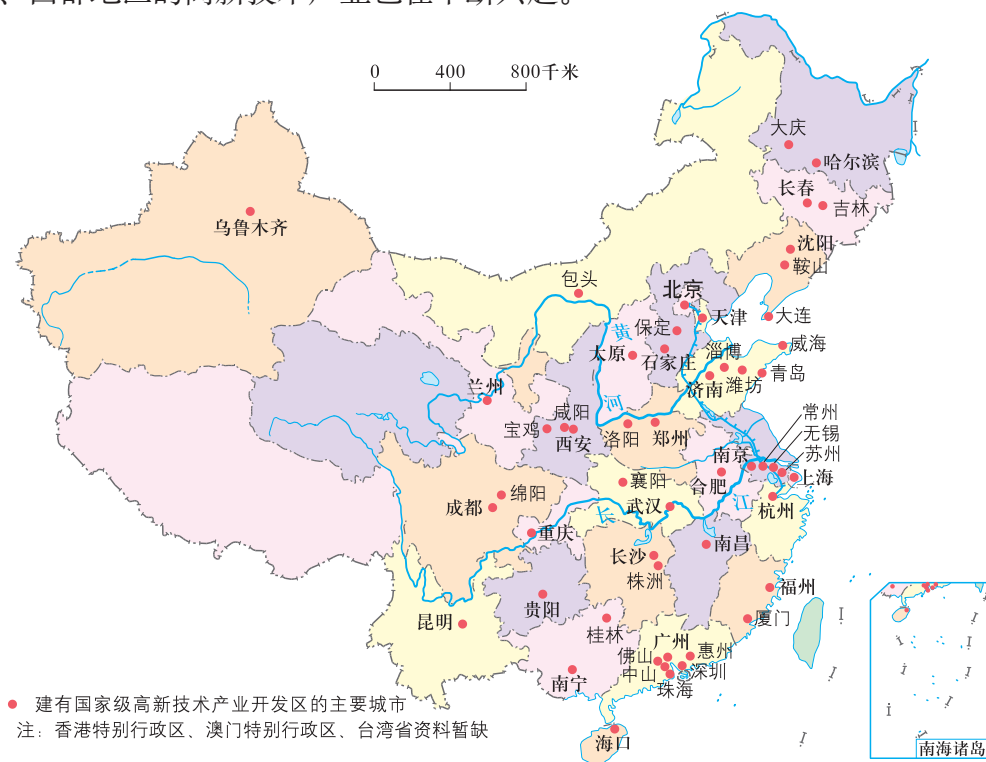 、西部地区的高新技术产业也在不断兴起。
0 400 800千米
大庆
哈尔滨
长春
吉林
乌鲁木齐
沈阳
鞍山
包头
北京
天津
大连
黄
保定
太原
石家庄
淄博
威海
济南
潍坊
青岛
兰州
河
咸阳
宝鸡
西安
洛阳
郑州
常州
无锡
苏州
南京
上海
合肥
襄阳
绵阳
成都
武汉
长
江
杭州
重庆
南昌
长沙
株洲
福州
贵阳
厦门
昆明
桂林
广州
惠州
佛山
中山
深圳
珠海
南宁
海口
南海诸岛
建有国家级高新技术产业开发区的主要城市
注：香港特别行政区、澳门特别行政区、台湾省资料暂缺